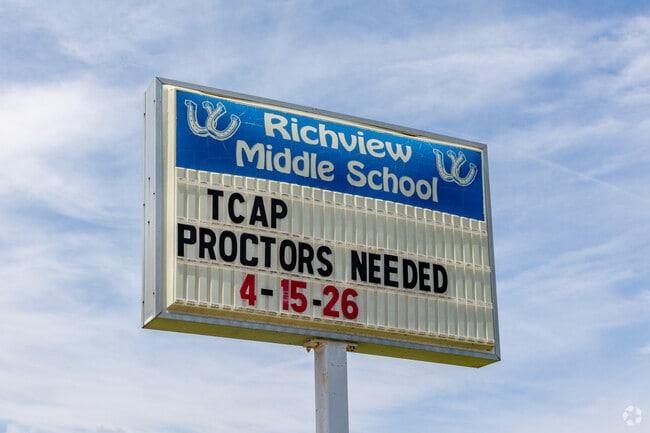 Richview
Middle School
TCAP
PROCTORS NEEDED
4-15-26